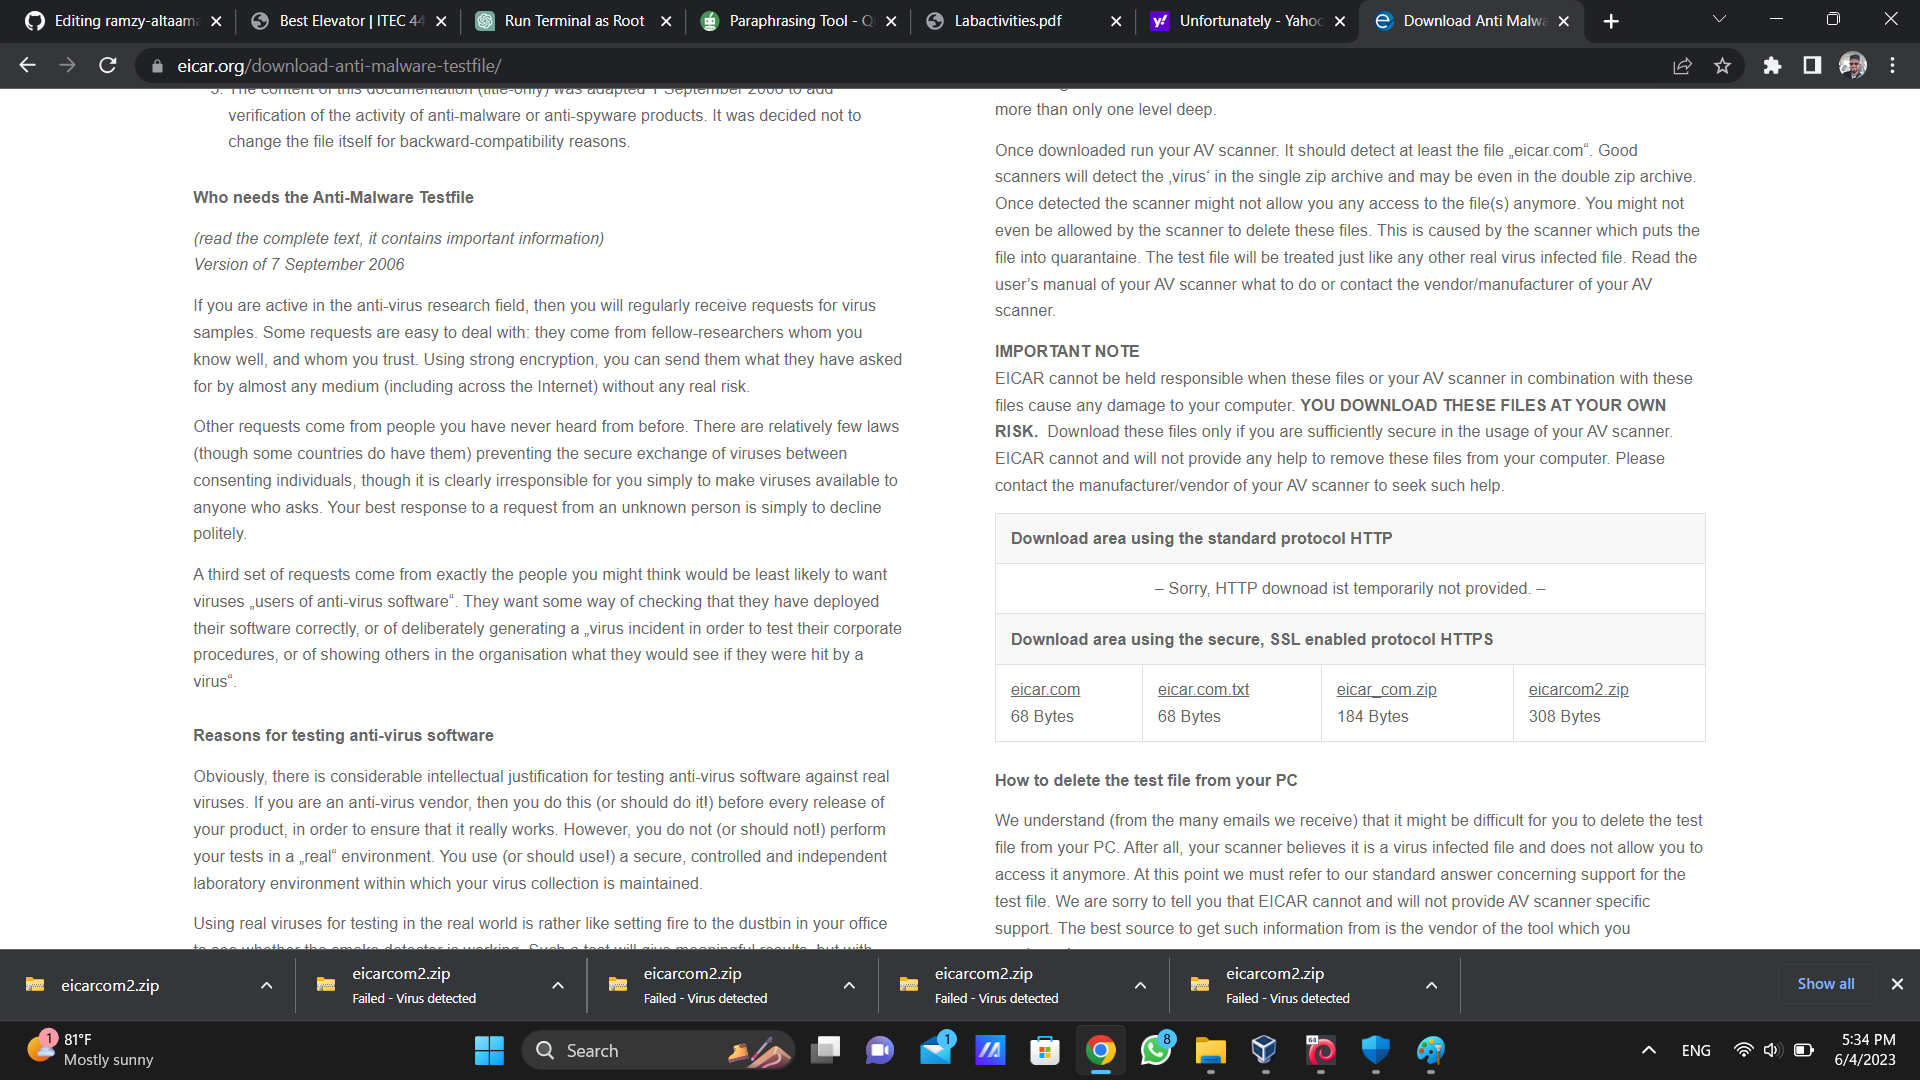 Editing ramzy-altaama
Best Elevator | ITEC 44
Run Terminal as Root
Paraphrasing Tool - Q
Labactivities.pdf
Unfortunately - Yahoo
Download Anti Malwa
eicar.org/download-anti-malware-testfile/
5. The content of this documentation (title-only) was adapted 1 September 2006 to add
verification of the activity of anti-malware or anti-spyware products. It was decided not to
change the file itself for backward-compatibility reasons.
Who needs the Anti-Malware Testfile
(read the complete text, it contains important information)
Version of 7 September 2006
If you are active in the anti-virus research field, then you will regularly receive requests for virus
samples. Some requests are easy to deal with: they come from fellow-researchers whom you
know well, and whom you trust. Using strong encryption, you can send them what they have asked
for by almost any medium (including across the Internet) without any real risk.
Other requests come from people you have never heard from before. There are relatively few laws
(though some countries do have them) preventing the secure exchange of viruses between
consenting individuals, though it is clearly irresponsible for you simply to make viruses available to
anyone who asks. Your best response to a request from an unknown person is simply to decline
politely.
A third set of requests come from exactly the people you might think would be least likely to want
viruses „users of anti-virus software“. They want some way of checking that they have deployed
their software correctly, or of deliberately generating a „virus incident in order to test their corporate
procedures, or of showing others in the organisation what they would see if they were hit by a
virus“.
Reasons for testing anti-virus software
Obviously, there is considerable intellectual justification for testing anti-virus software against real
viruses. If you are an anti-virus vendor, then you do this (or should do it!) before every release of
your product, in order to ensure that it really works. However, you do not (or should not!) perform
your tests in a „real“ environment. You use (or should use!) a secure, controlled and independent
laboratory environment within which your virus collection is maintained.
Using real viruses for testing in the real world is rather like setting fire to the dustbin in your office
to see whether the smoke detector is working. Such a test will give meaningful results, but with
more than only one level deep.
Once downloaded run your AV scanner. It should detect at least the file „eicar.com“. Good
scanners will detect the ‚virus‘ in the single zip archive and may be even in the double zip archive.
Once detected the scanner might not allow you any access to the file(s) anymore. You might not
even be allowed by the scanner to delete these files. This is caused by the scanner which puts the
file into quarantaine. The test file will be treated just like any other real virus infected file. Read the
user’s manual of your AV scanner what to do or contact the vendor/manufacturer of your AV
scanner.
IMPORTANT NOTE
EICAR cannot be held responsible when these files or your AV scanner in combination with these
files cause any damage to your computer. YOU DOWNLOAD THESE FILES AT YOUR OWN
RISK. Download these files only if you are sufficiently secure in the usage of your AV scanner.
EICAR cannot and will not provide any help to remove these files from your computer. Please
contact the manufacturer/vendor of your AV scanner to seek such help.
Download area using the standard protocol HTTP
– Sorry, HTTP downoad ist temporarily not provided. –
Download area using the secure, SSL enabled protocol HTTPS
eicar.com
68 Bytes
eicar.com.txt
68 Bytes
eicar_com.zip
184 Bytes
eicarcom2.zip
308 Bytes
How to delete the test file from your PC
We understand (from the many emails we receive) that it might be difficult for you to delete the test
file from your PC. After all, your scanner believes it is a virus infected file and does not allow you to
access it anymore. At this point we must refer to our standard answer concerning support for the
test file. We are sorry to tell you that EICAR cannot and will not provide AV scanner specific
support. The best source to get such information from is the vendor of the tool which you
eicarcom2.zip
eicarcom2.zip
Failed - Virus detected
eicarcom2.zip
Failed - Virus detected
eicarcom2.zip
Failed - Virus detected
eicarcom2.zip
Failed - Virus detected
Show all
1
81°F
Mostly sunny
Search
1
8
64
ENG
5:34 PM
6/4/2023